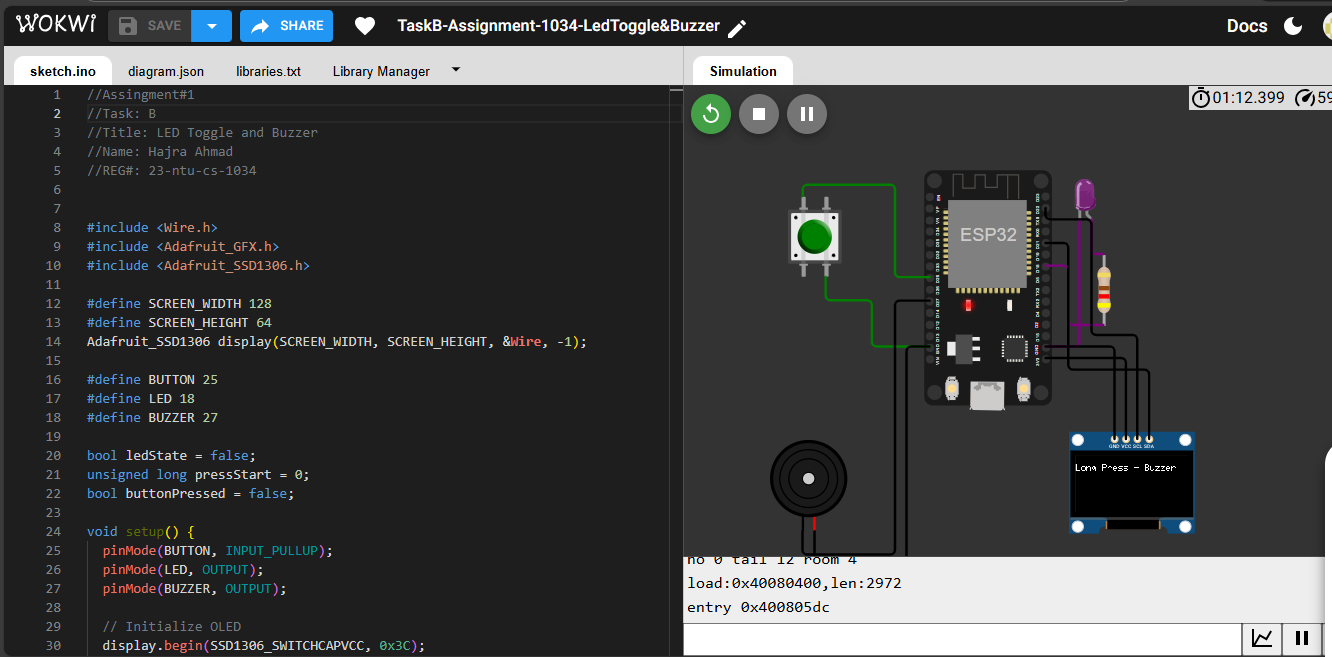 WOKWI
SAVE
SHARE
TaskB-Assignment-1034-LedToggle&Buzzer
Docs
sketch.ino
diagram.json
libraries.txt
Library Manager
Simulation
1 //Assingment#1
2 //Task: B
3 //Title: LED Toggle and Buzzer
4 //Name: Hajra Ahmad
5 //REG#: 23-ntu-cs-1034
6
7
8 #include <Wire.h>
9 #include <Adafruit_GFX.h>
10 #include <Adafruit_SSD1306.h>
11
12 #define SCREEN_WIDTH 128
13 #define SCREEN_HEIGHT 64
14 Adafruit_SSD1306 display(SCREEN_WIDTH, SCREEN_HEIGHT, &Wire, -1);
15
16 #define BUTTON 25
17 #define LED 18
18 #define BUZZER 27
19
20 bool ledState = false;
21 unsigned long pressStart = 0;
22 bool buttonPressed = false;
23
24 void setup() {
25 pinMode(BUTTON, INPUT_PULLUP);
26 pinMode(LED, OUTPUT);
27 pinMode(BUZZER, OUTPUT);
28
29 // Initialize OLED
30 display.begin(SSD1306_SWITCHCAPVCC, 0x3C);
01:12.399
59
ESP32
GND VCC SCL SDA
Long Press - Buzzer
ho 0 tail 12 room 4
load:0x40080400,len:2972
entry 0x400805dc